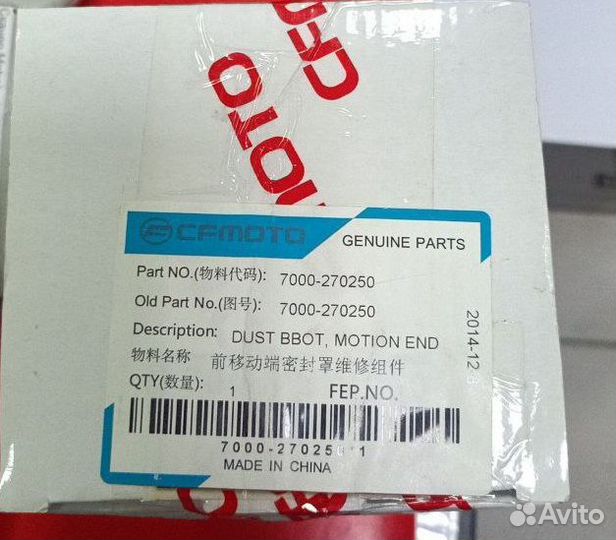 CFMOTO
CFMOTO GENUINE PARTS
Part NO.(物料代码): 7000-270250
Old Part No.(图号): 7000-270250
Description: DUST BBOT, MOTION END
物料名称 前移动端密封罩维修组件
QTY(数量): 1 FEP.NO.
2014-12
MADE IN CHINA
Avito